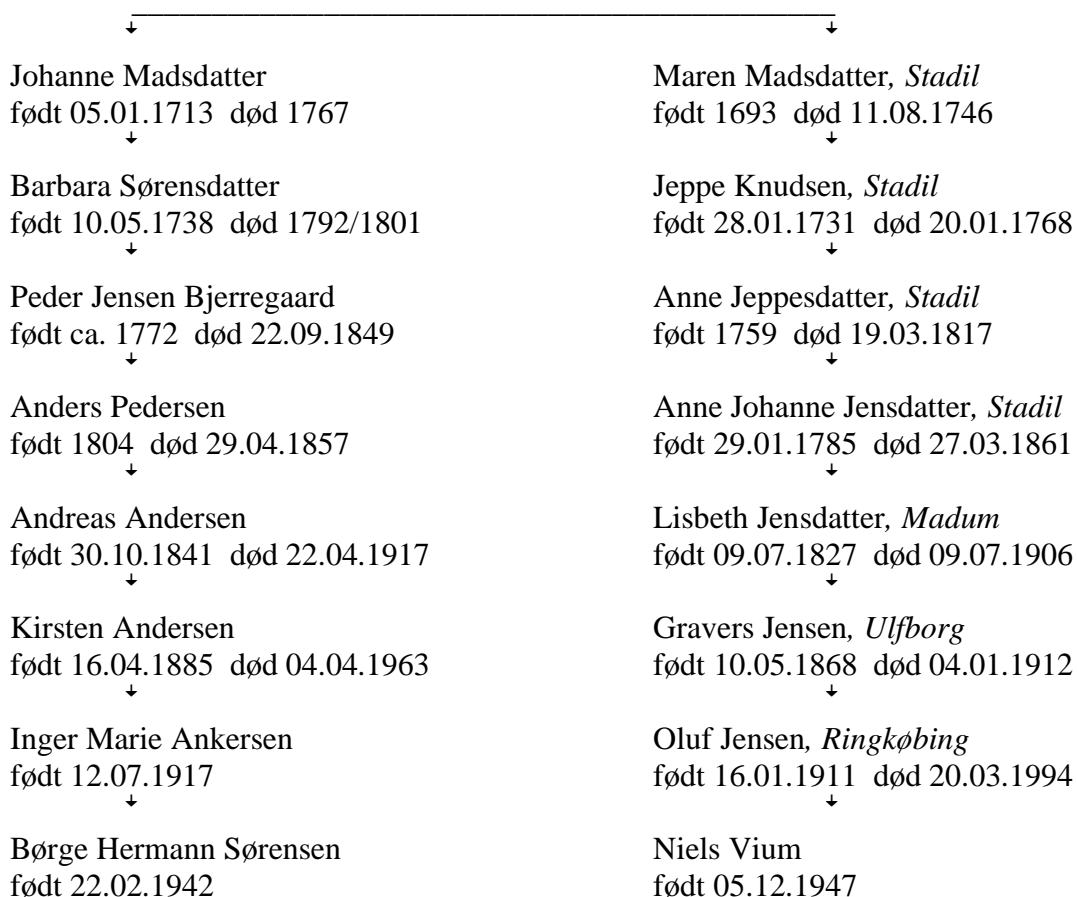 Johanne Madsdatter
født 05.01.1713 død 1767
Barbara Sørensdatter
født 10.05.1738 død 1792/1801
Peder Jensen Bjerregaard
født ca. 1772 død 22.09.1849
Anders Pedersen
født 1804 død 29.04.1857
Andreas Andersen
født 30.10.1841 død 22.04.1917
Kirsten Andersen
født 16.04.1885 død 04.04.1963
Inger Marie Ankersen
født 12.07.1917
Børge Hermann Sørensen
født 22.02.1942
Maren Madsdatter, Stadil
født 1693 død 11.08.1746
Jeppe Knudsen, Stadil
født 28.01.1731 død 20.01.1768
Anne Jeppesdatter, Stadil
født 1759 død 19.03.1817
Anne Johanne Jensdatter, Stadil
født 29.01.1785 død 27.03.1861
Lisbeth Jensdatter, Madum
født 09.07.1827 død 09.07.1906
Gravers Jensen, Ulfborg
født 10.05.1868 død 04.01.1912
Oluf Jensen, Ringkøbing
født 16.01.1911 død 20.03.1994
Niels Vium
født 05.12.1947